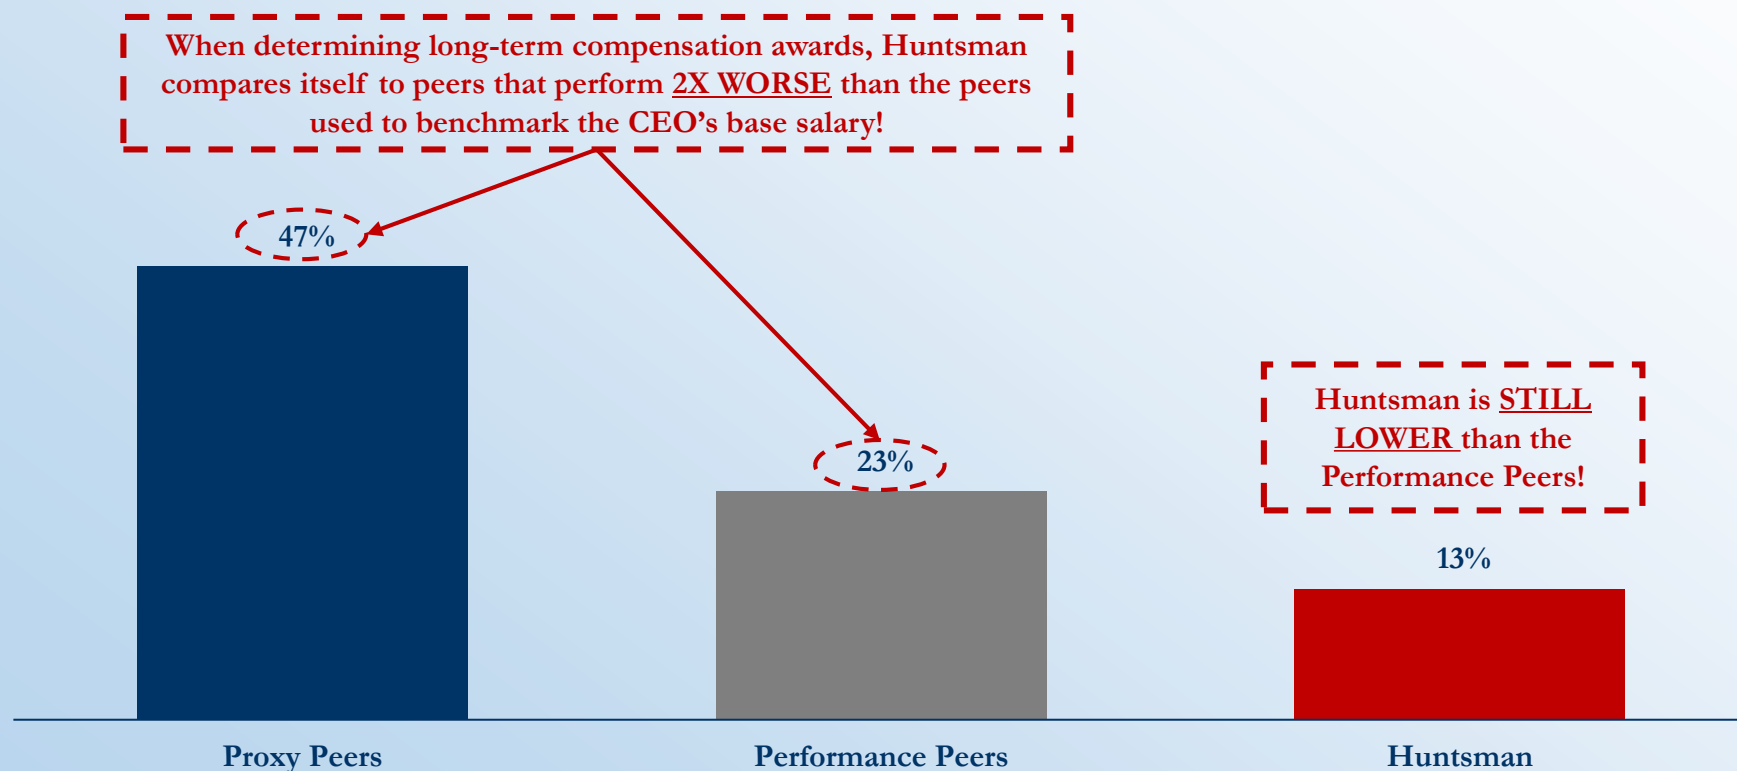 When determining long-term compensation awards, Huntsman
compares itself to peers that perform 2X WORSE than the peers
used to benchmark the CEO’s base salary!
47%
23%
Huntsman is STILL
LOWER than the
Performance Peers!
13%
Proxy Peers
Performance Peers
Huntsman